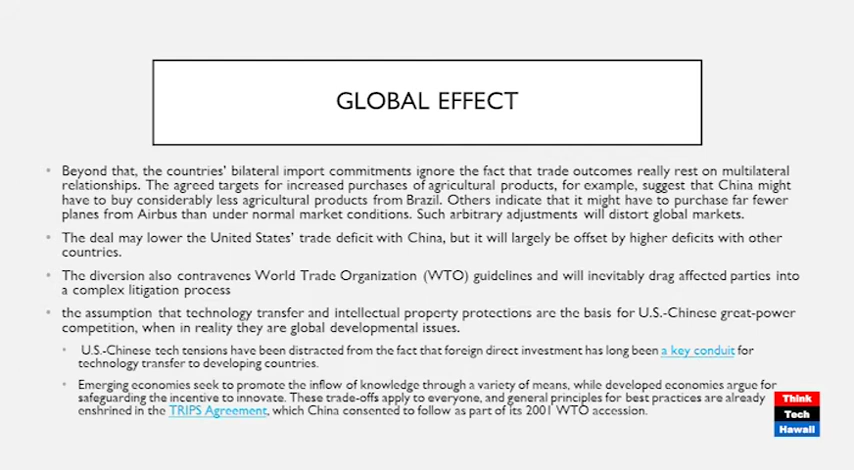 GLOBAL EFFECT
Beyond that, the countries' bilateral import commitments ignore the fact that trade outcomes really rest on multilateral
relationships. The agreed targets for increased purchases of agricultural products, for example, suggest that China might
have to buy considerably less agricultural products from Brazil. Others indicate that it might have to purchase far fewer
planes from Airbus than under normal market conditions. Such arbitrary adjustments will distort global markets.
The deal may lower the United States' trade deficit with China, but it will largely be offset by higher deficits with other
countries.
The diversion also contravenes World Trade Organization (WTO) guidelines and will inevitably drag affected parties into
a complex litigation process
the assumption that technology transfer and intellectual property protections are the basis for U.S.-Chinese great-power
competition, when in reality they are global developmental issues.
U.S.-Chinese tech tensions have been distracted from the fact that foreign direct investment has long been a key conduit for
technology transfer to developing countries.
Emerging economies seek to promote the inflow of knowledge through a variety of means, while developed economies argue for
safeguarding the incentive to innovate. These trade-offs apply to everyone, and general principles for best practices are already
enshrined in the TRIPS Agreement, which China consented to follow as part of its 2001 WTO accession.
Think
Tech
Hawaii